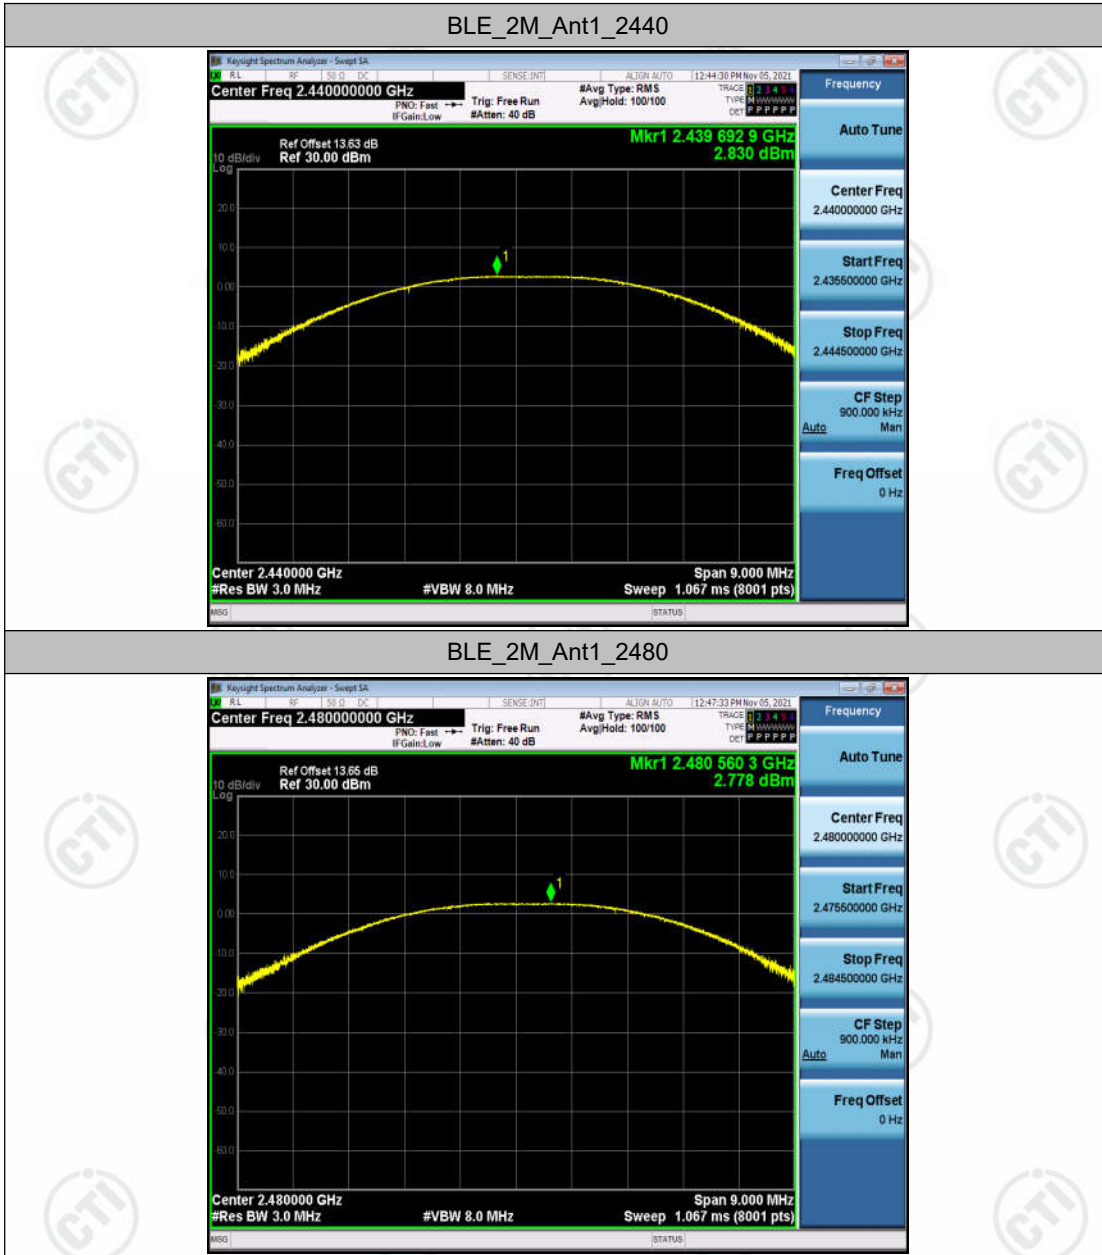 BLE_2M_Ant1_2440
Keysight Spectrum Analyzer - Swept SA
RL RF 50 Ω DC SENSE:INT ALIGN AUTO 12:44:30 PM Nov 05, 2021
Center Freq 2.440000000 GHz
PNO: Fast
IFGain:Low
Trig: Free Run
#Atten: 40 dB
#Avg Type: RMS
Avg|Hold: 100/100
TRACE 1 2 3 4 5 6
TYPE M WWWWW
DET P P P P P P
Ref Offset 13.63 dB
10 dB/div Ref 30.00 dBm
Log
Mkr1 2.439 692 9 GHz
2.830 dBm
20.0
10.0
1
0.00
-10.0
-20.0
-30.0
-40.0
-50.0
-60.0
Center 2.440000 GHz Span 9.000 MHz
#Res BW 3.0 MHz #VBW 8.0 MHz Sweep 1.067 ms (8001 pts)
MSG STATUS
Frequency
Auto Tune
Center Freq
2.440000000 GHz
Start Freq
2.435500000 GHz
Stop Freq
2.444500000 GHz
CF Step
900.000 kHz
Auto Man
Freq Offset
0 Hz
BLE_2M_Ant1_2480
Keysight Spectrum Analyzer - Swept SA
RL RF 50 Ω DC SENSE:INT ALIGN AUTO 12:47:33 PM Nov 05, 2021
Center Freq 2.480000000 GHz
PNO: Fast
IFGain:Low
Trig: Free Run
#Atten: 40 dB
#Avg Type: RMS
Avg|Hold: 100/100
TRACE 1 2 3 4 5 6
TYPE M WWWWW
DET P P P P P P
Ref Offset 13.65 dB
10 dB/div Ref 30.00 dBm
Log
Mkr1 2.480 560 3 GHz
2.778 dBm
20.0
10.0
1
0.00
-10.0
-20.0
-30.0
-40.0
-50.0
-60.0
Center 2.480000 GHz Span 9.000 MHz
#Res BW 3.0 MHz #VBW 8.0 MHz Sweep 1.067 ms (8001 pts)
MSG STATUS
Frequency
Auto Tune
Center Freq
2.480000000 GHz
Start Freq
2.475500000 GHz
Stop Freq
2.484500000 GHz
CF Step
900.000 kHz
Auto Man
Freq Offset
0 Hz
CTI
CTI
CTI
CTI
CTI
CTI
CTI
CTI